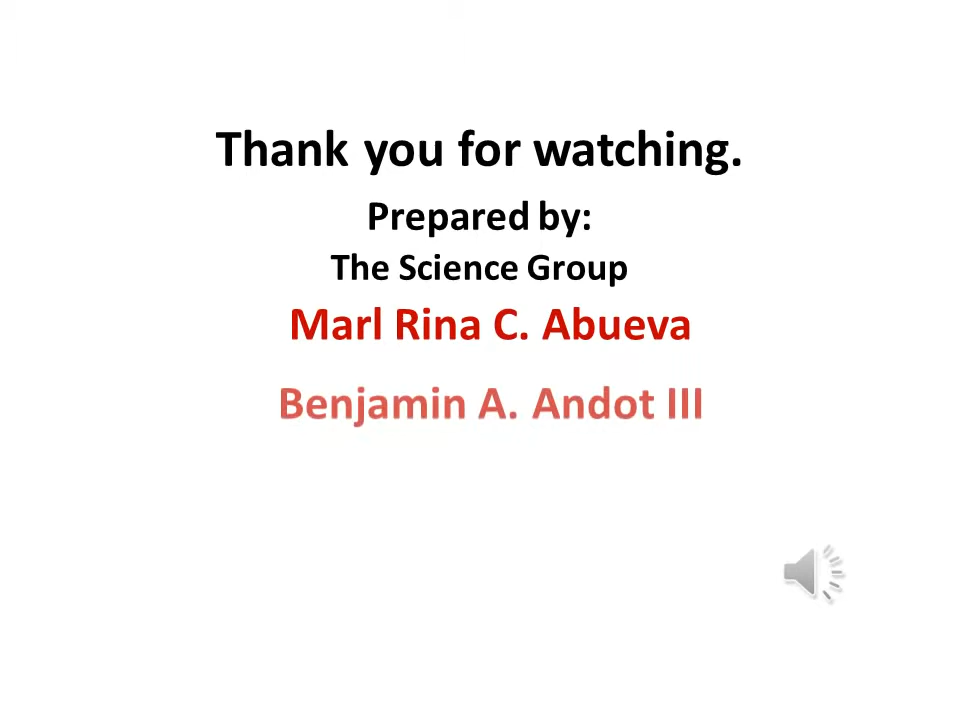 Thank you for watching.
Prepared by:
The Science Group
Marl Rina C. Abueva
Benjamin A. Andot III